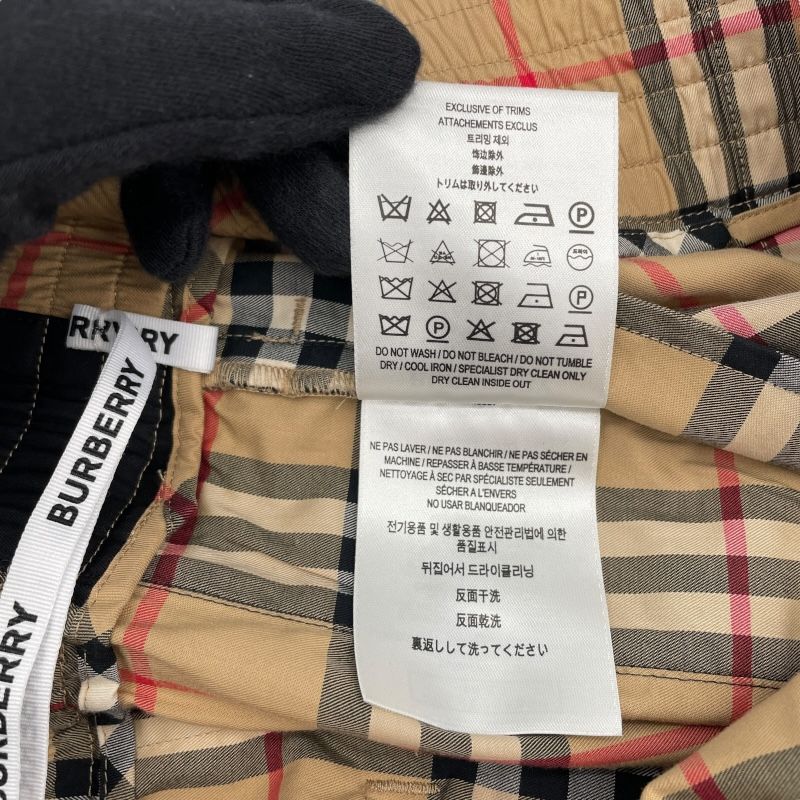 EXCLUSIVE OF TRIMS
ATTACHEMENTS EXCLUS
트리밍 제외
饰边除外
飾邊除外
トリムは取り外してください
P
드라이
P
P
DO NOT WASH / DO NOT BLEACH / DO NOT TUMBLE
DRY / COOL IRON / SPECIALIST DRY CLEAN ONLY
DRY CLEAN INSIDE OUT
NE PAS LAVER / NE PAS BLANCHIR / NE PAS SÉCHER EN
MACHINE / REPASSER À BASSE TEMPÉRATURE /
NETTOYAGE À SEC PAR SPÉCIALISTE SEULEMENT
SÉCHER A L'ENVERS
NO USAR BLANQUEADOR
전기용품 및 생활용품 안전관리법에 의한
품질표시
뒤집어서 드라이클리닝
反面干洗
反面乾洗
裏返しして洗ってください
RRY
BURBERRY
BURBERRY